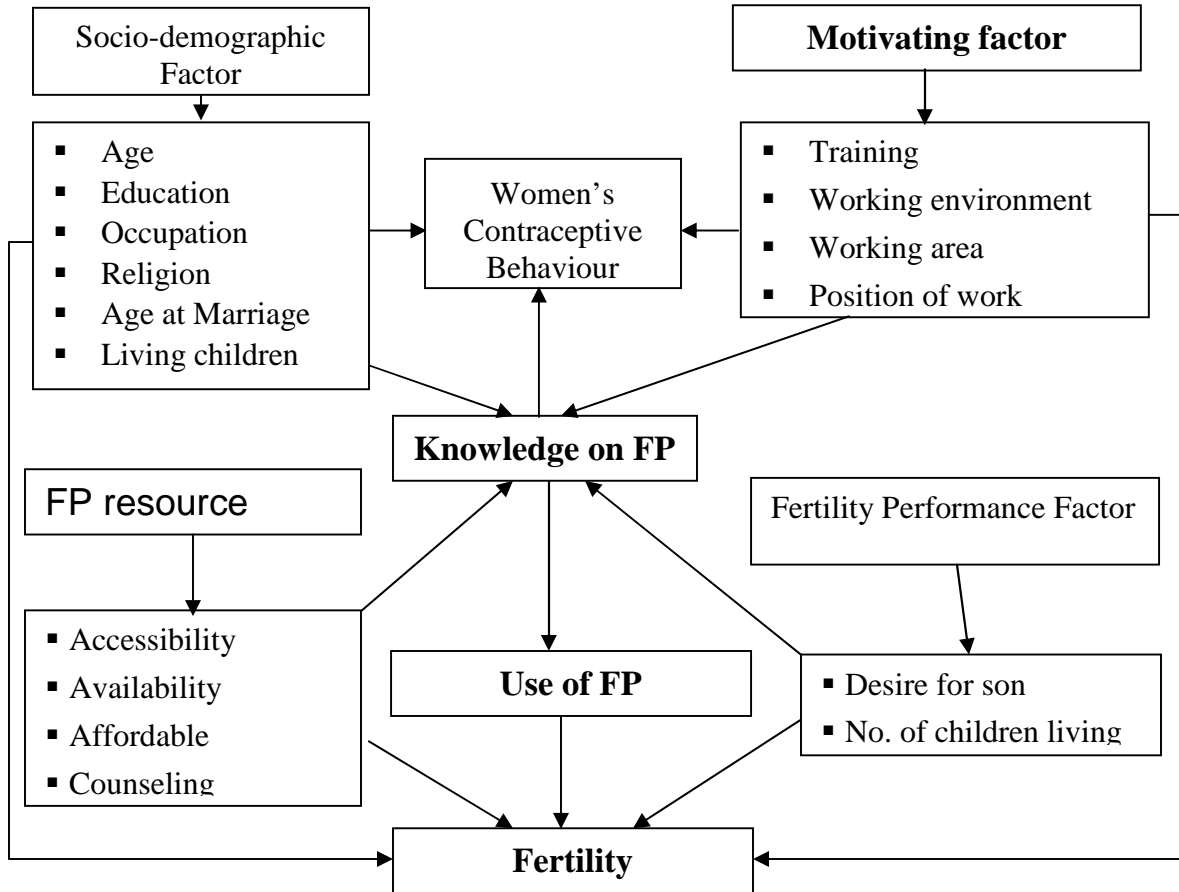 Socio-demographic
Factor
Motivating factor
▪ Age
▪ Education
▪ Occupation
▪ Religion
▪ Age at Marriage
▪ Living children
Women’s
Contraceptive
Behaviour
▪ Training
▪ Working environment
▪ Working area
▪ Position of work
Knowledge on FP
FP resource
Fertility Performance Factor
▪ Accessibility
▪ Availability
▪ Affordable
▪ Counseling
Use of FP
▪ Desire for son
▪ No. of children living
Fertility